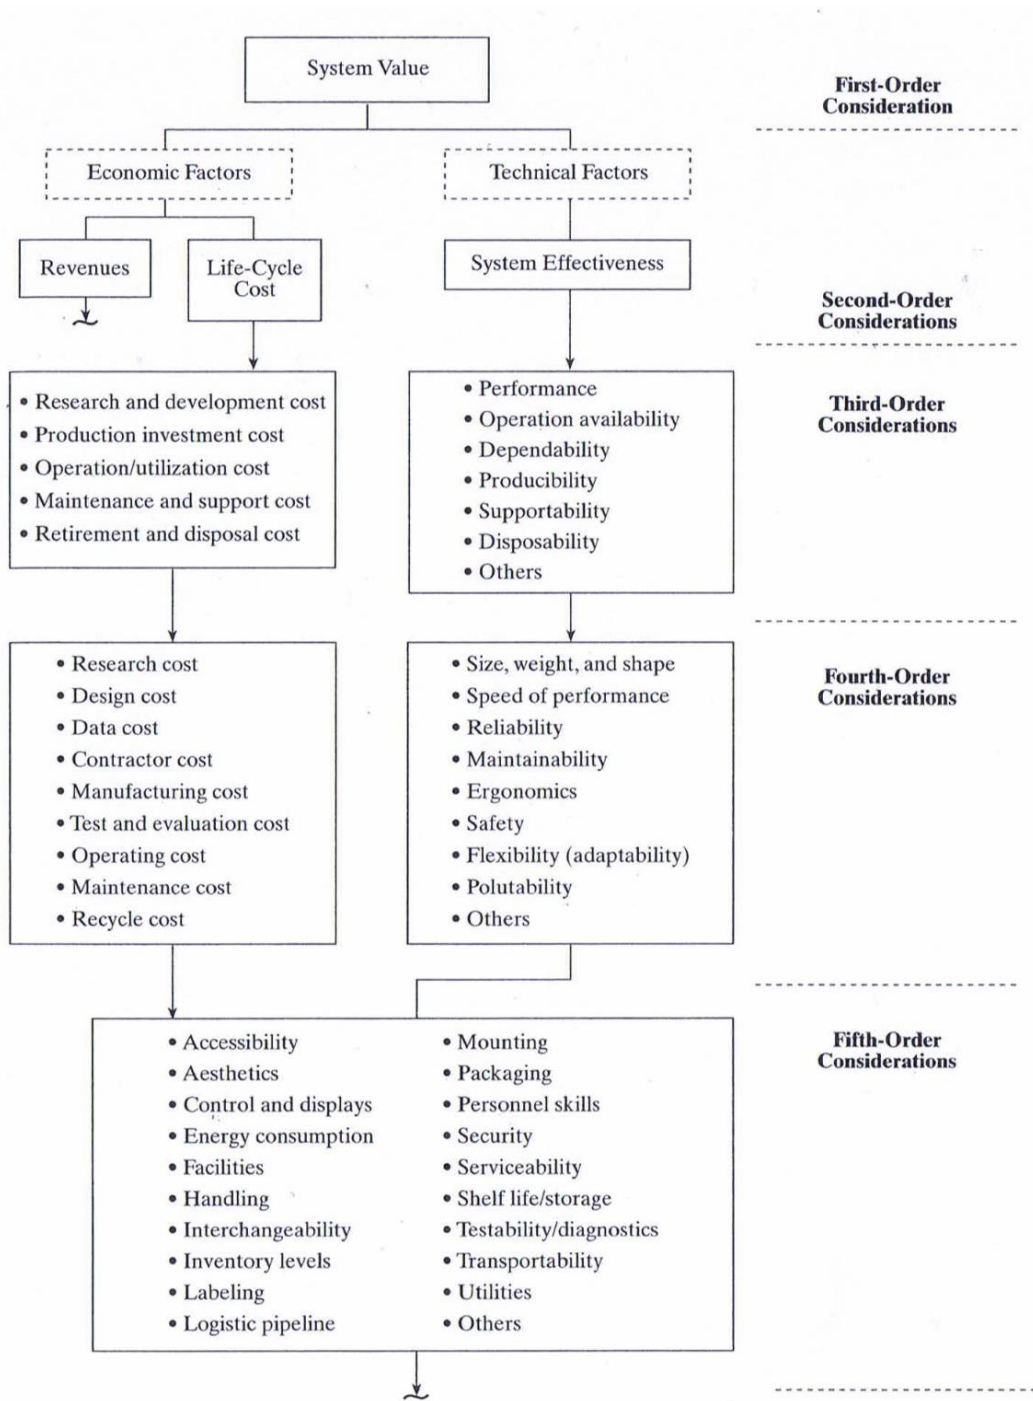 System Value
First-Order
Consideration
Economic Factors
Technical Factors
Revenues
Life-Cycle
Cost
System Effectiveness
Second-Order
Considerations
• Research and development cost
• Production investment cost
• Operation/utilization cost
• Maintenance and support cost
• Retirement and disposal cost
• Performance
• Operation availability
• Dependability
• Producibility
• Supportability
• Disposability
• Others
Third-Order
Considerations
• Research cost
• Design cost
• Data cost
• Contractor cost
• Manufacturing cost
• Test and evaluation cost
• Operating cost
• Maintenance cost
• Recycle cost
• Size, weight, and shape
• Speed of performance
• Reliability
• Maintainability
• Ergonomics
• Safety
• Flexibility (adaptability)
• Polutability
• Others
Fourth-Order
Considerations
• Accessibility
• Aesthetics
• Control and displays
• Energy consumption
• Facilities
• Handling
• Interchangeability
• Inventory levels
• Labeling
• Logistic pipeline
• Mounting
• Packaging
• Personnel skills
• Security
• Serviceability
• Shelf life/storage
• Testability/diagnostics
• Transportability
• Utilities
• Others
Fifth-Order
Considerations